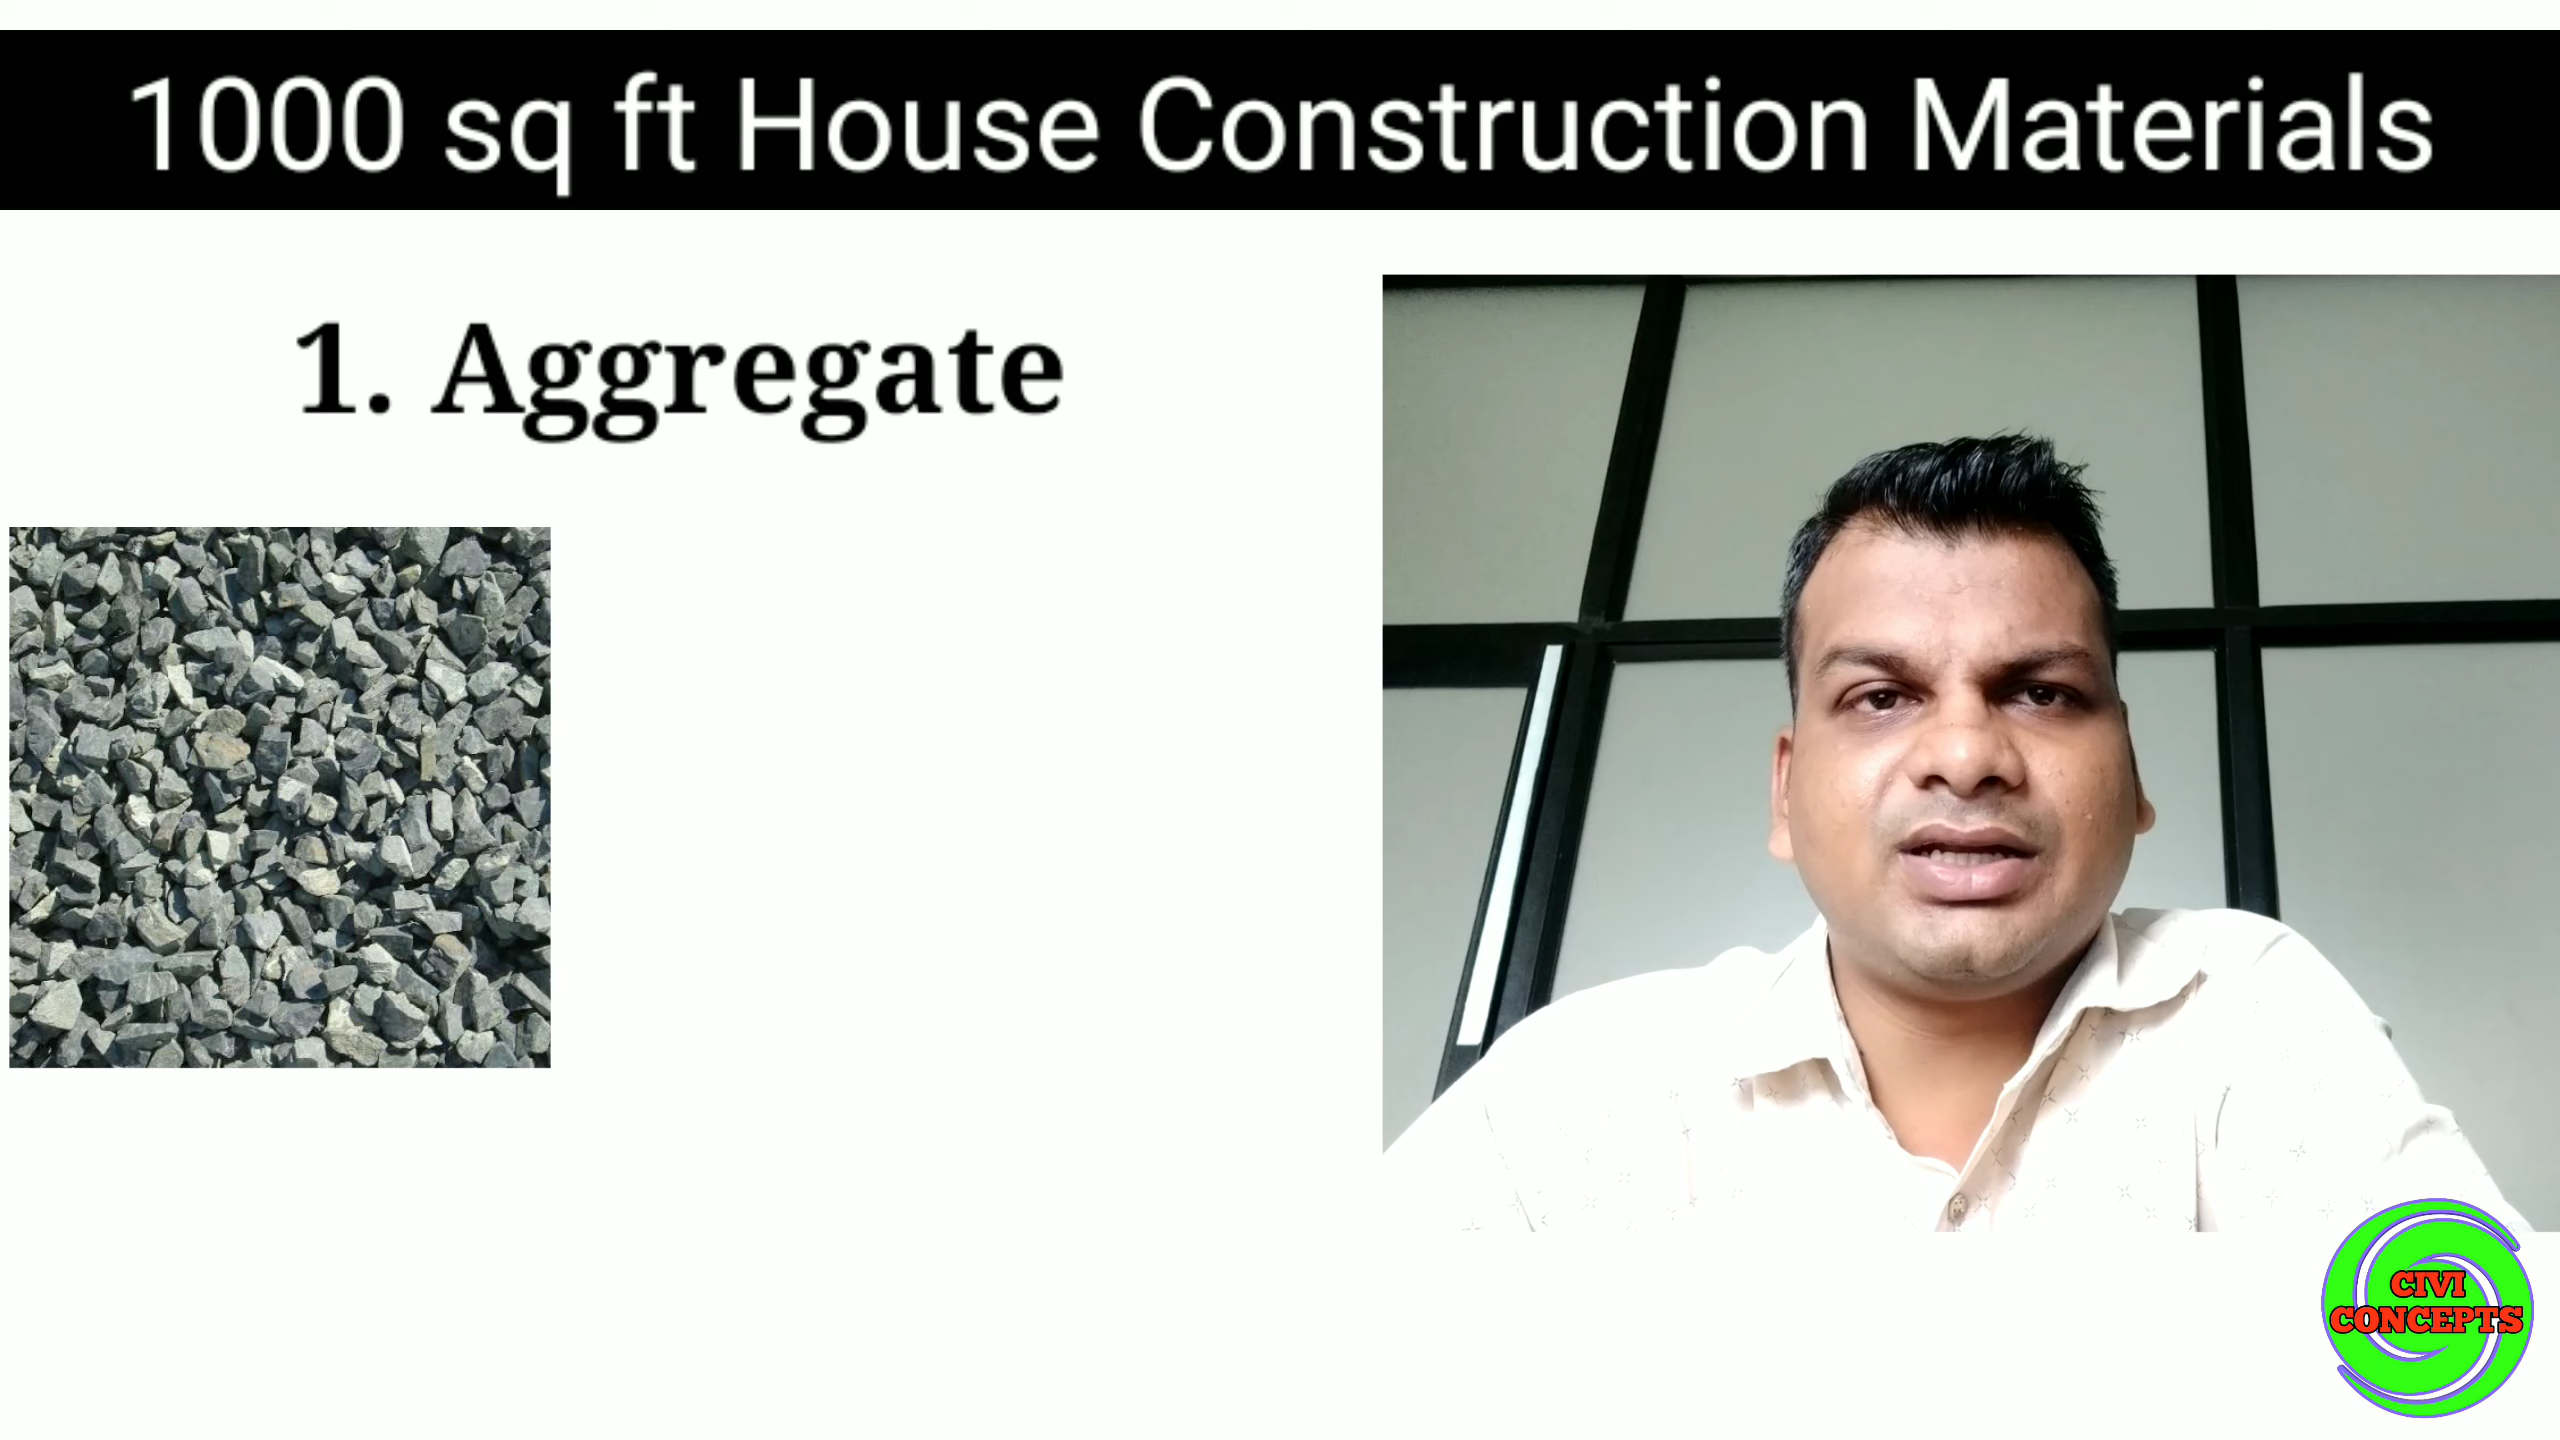 1000 sq ft House Construction Materials
1. Aggregate
CIVI
CONCEPTS